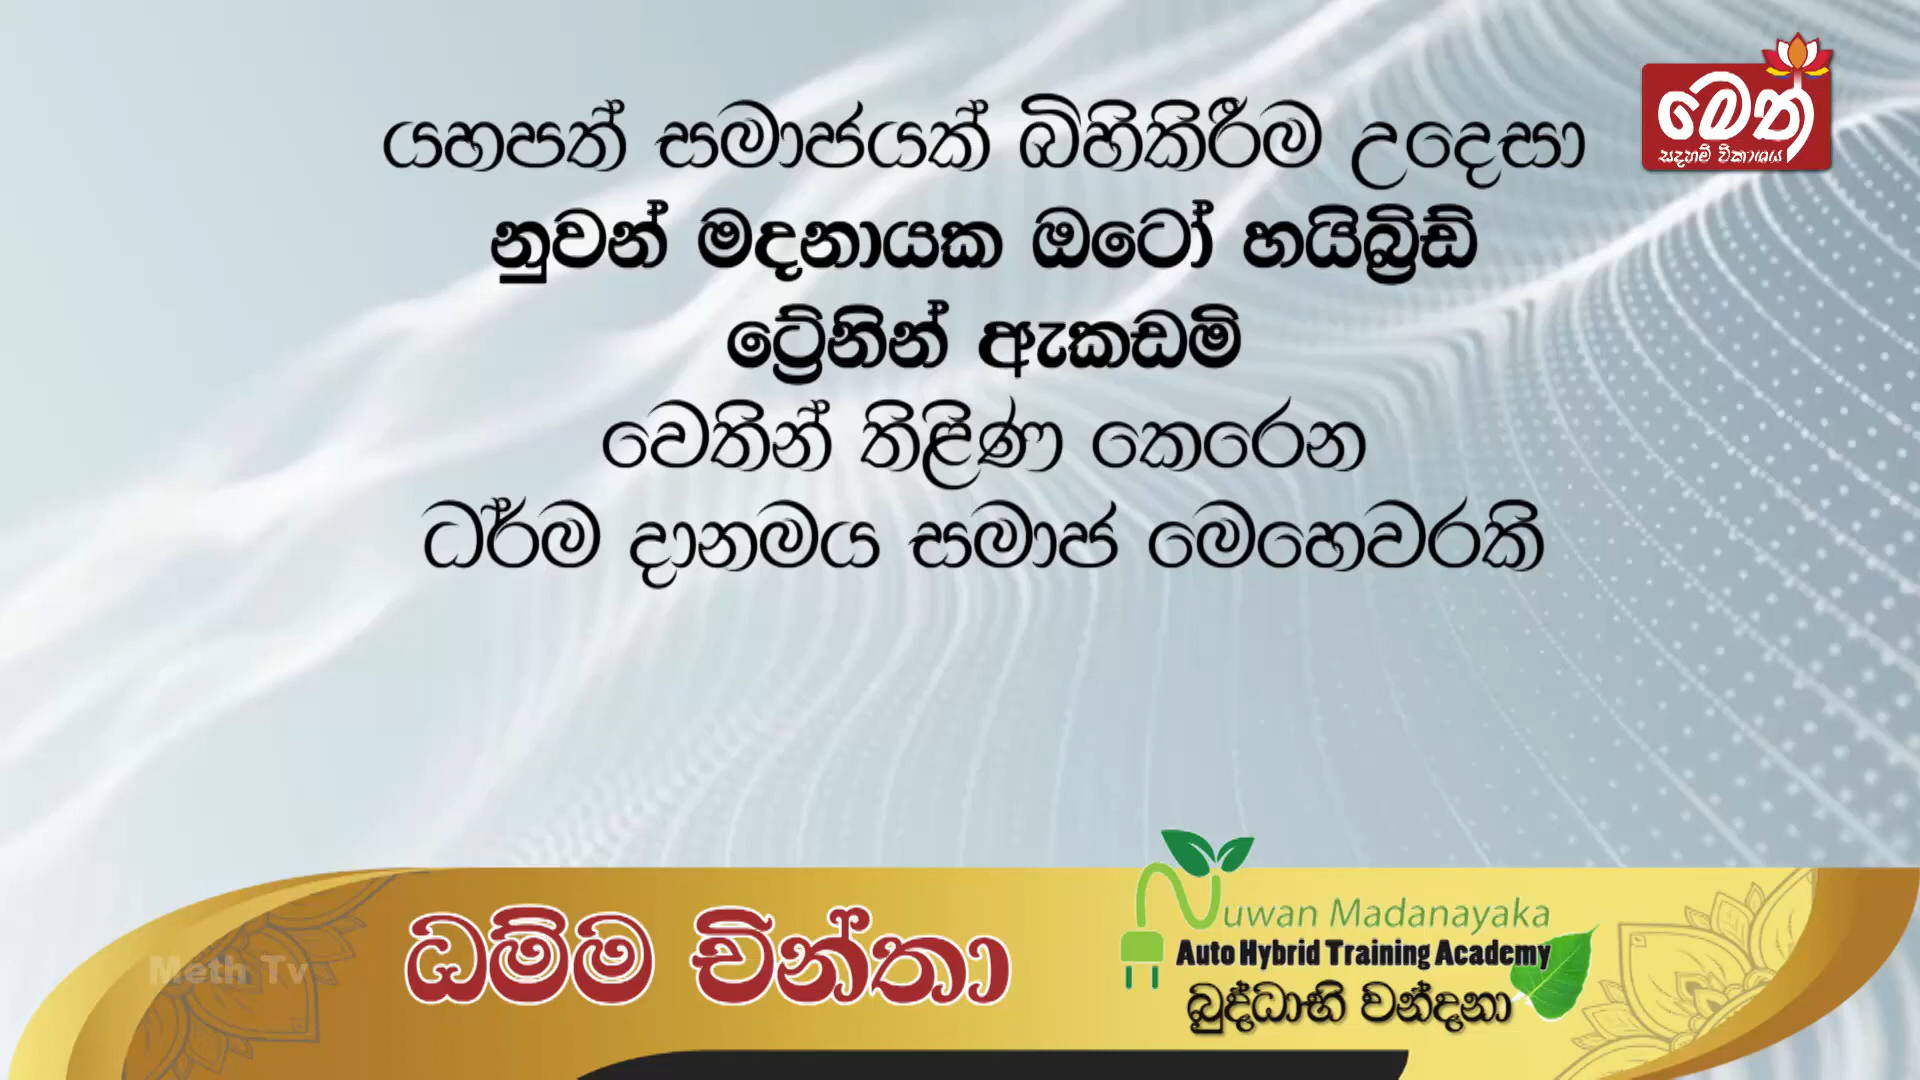 මෙත්
සදහම් විකාශය
යහපත් සමාජයක් බිහිකිරීම උදෙසා
නුවන් මදනායක ඔටෝ හයිබ්‍රිඩ්
ට්‍රේනින් ඇකඩමි
වෙතින් තිළිණ කෙරෙන
ධර්ම දානමය සමාජ මෙහෙවරකි
ධම්ම චින්තා
Nuwan Madanayaka
Auto Hybrid Training Academy
බුද්ධාභි වන්දනා
Meth Tv